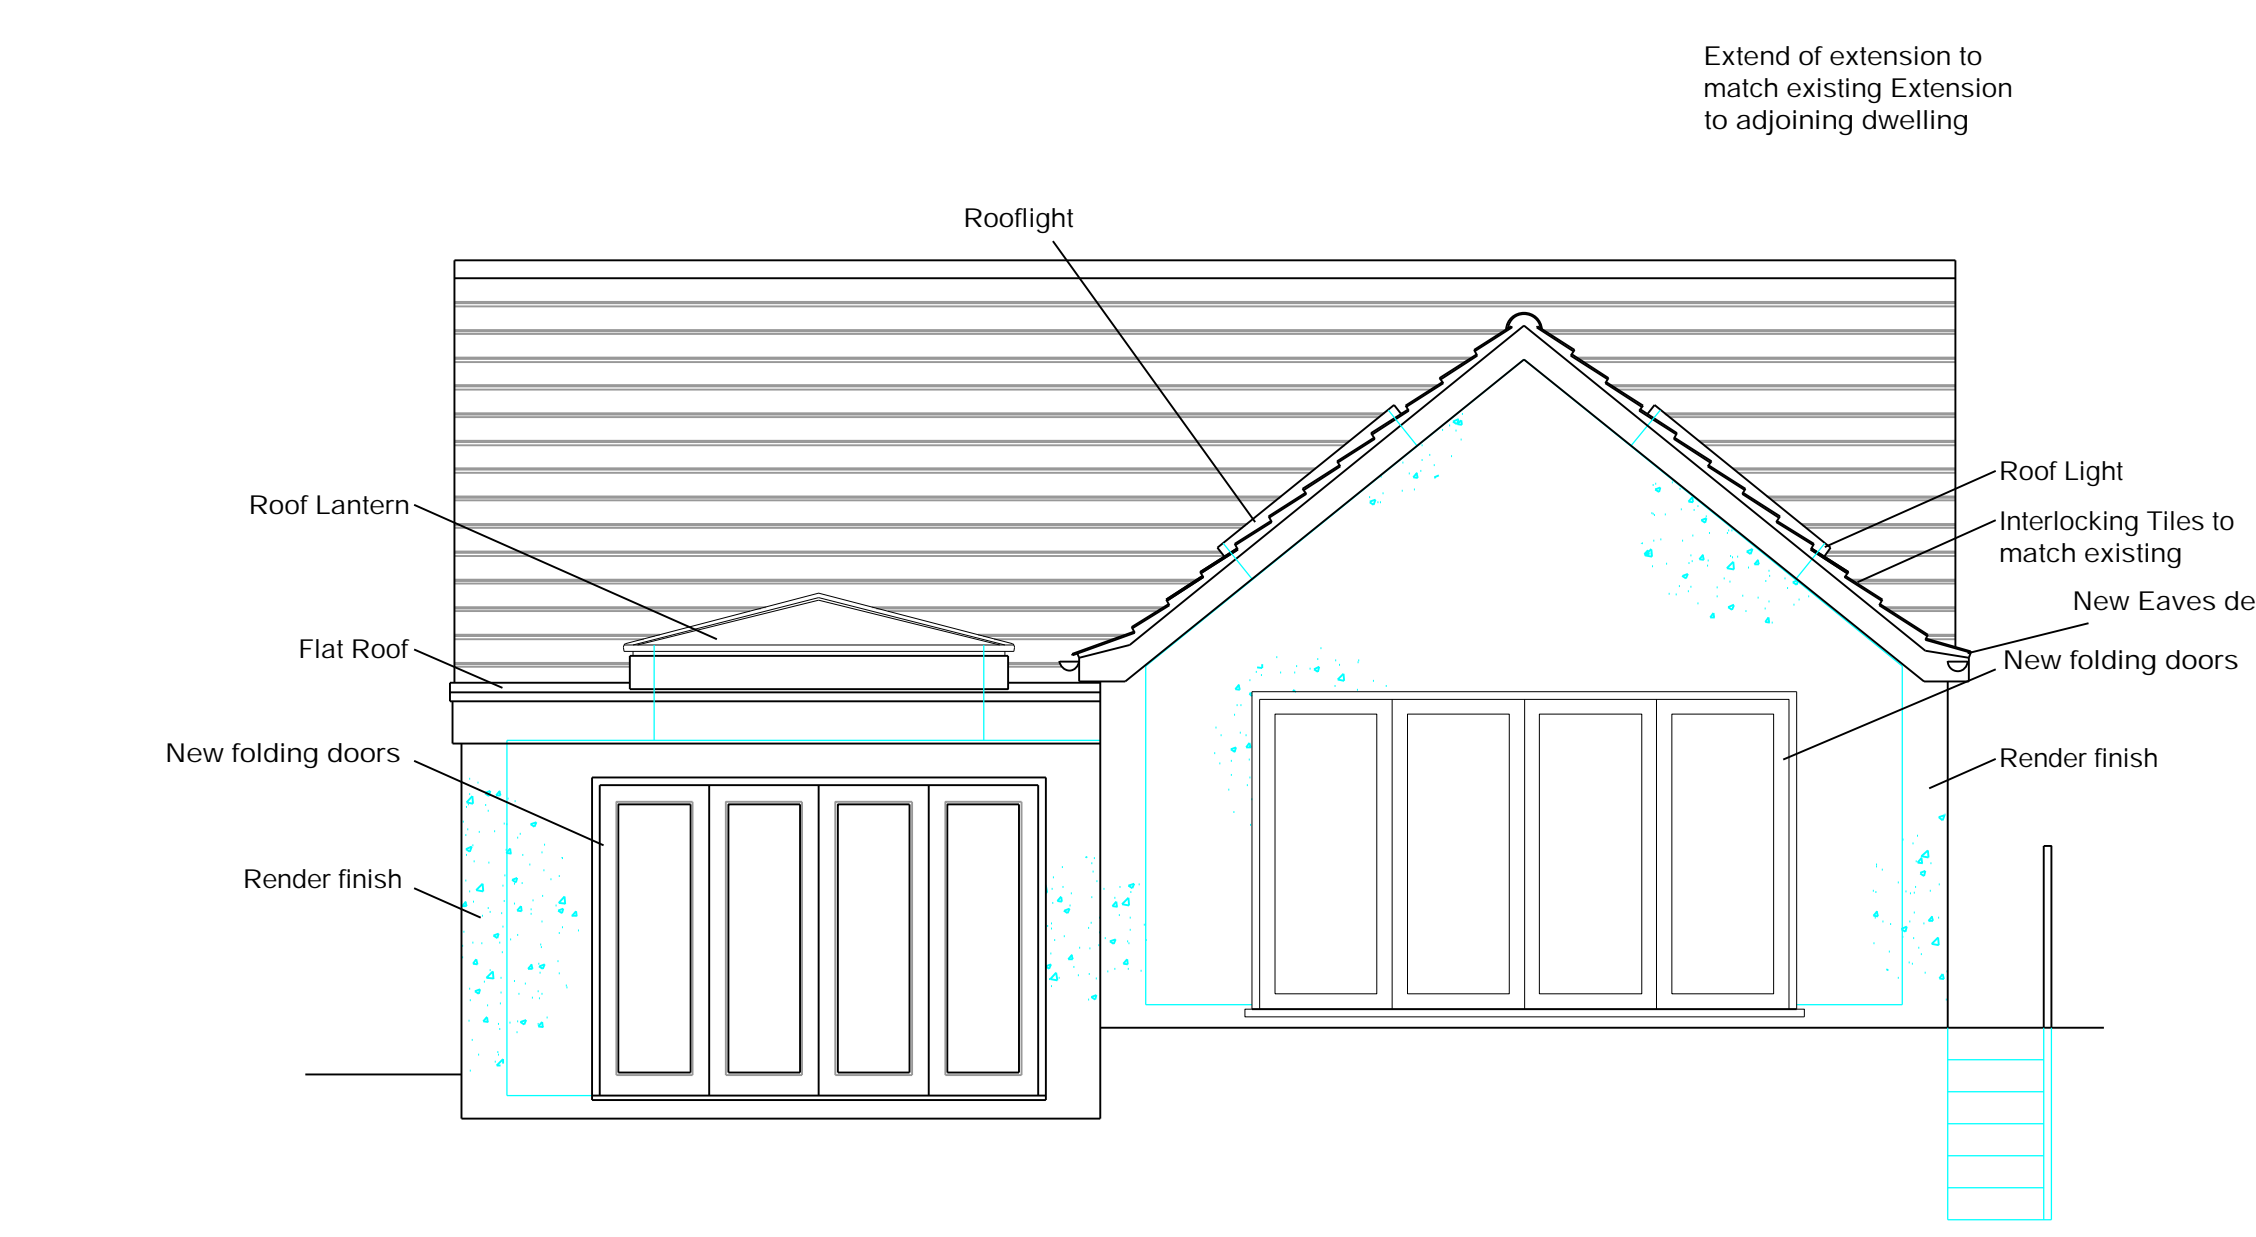 Extend of extension to
match existing Extension
to adjoining dwelling
Rooflight
Roof Light
Roof Lantern
Interlocking Tiles to
match existing
New Eaves de
Flat Roof
New folding doors
New folding doors
Render finish
Render finish